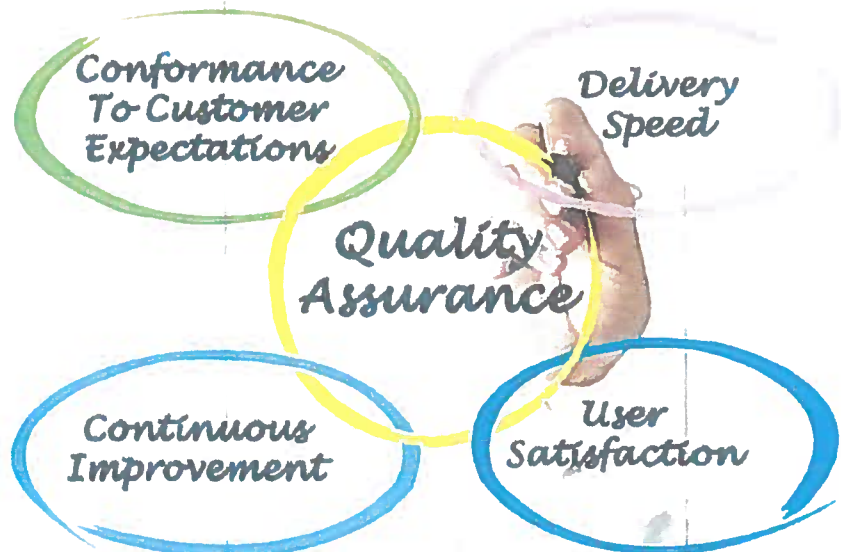 Conformance
To Customer
Expectations
Delivery
Speed
Quality
Assurance
Continuous
Improvement
User
Satisfaction